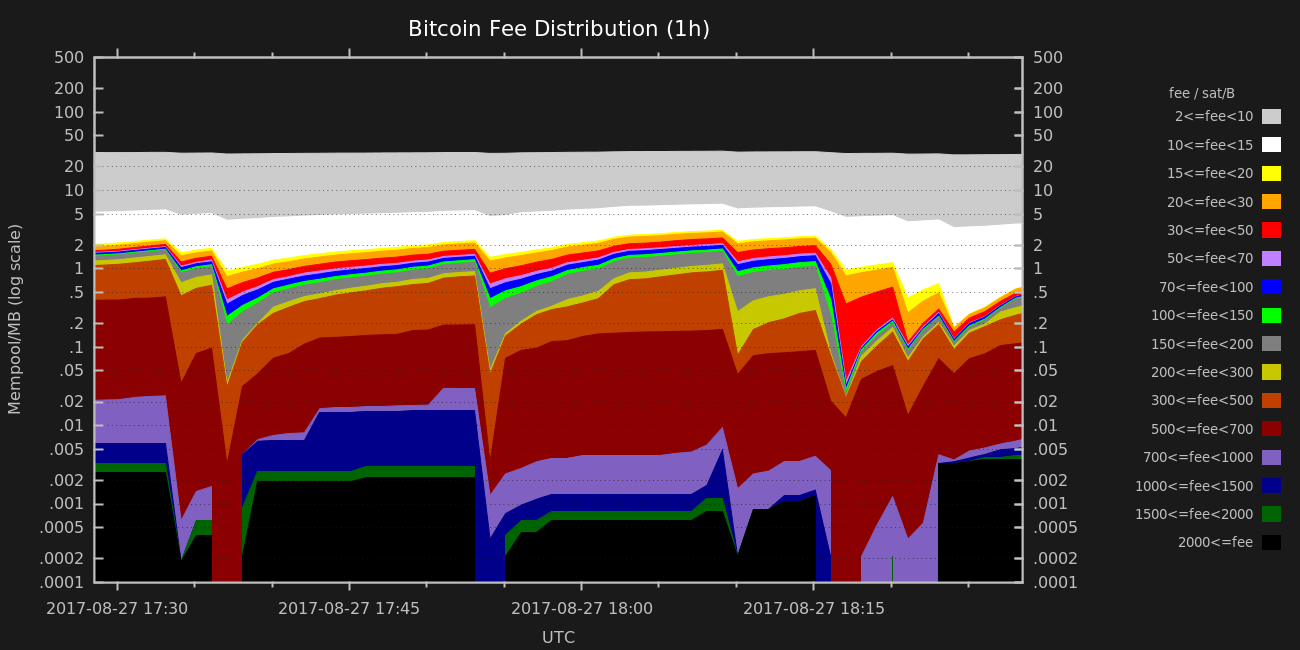 Bitcoin Fee Distribution (1h)
Mempool/MB (log scale)
500
200
100
50
20
10
5
2
1
.5
.2
.1
.05
.02
.01
.005
.002
.001
.0005
.0002
.0001
500
200
100
50
20
10
5
2
1
.5
.2
.1
.05
.02
.01
.005
.002
.001
.0005
.0002
.0001
2017-08-27 17:30
2017-08-27 17:45
2017-08-27 18:00
2017-08-27 18:15
UTC
fee / sat/B
2<=fee<10
10<=fee<15
15<=fee<20
20<=fee<30
30<=fee<50
50<=fee<70
70<=fee<100
100<=fee<150
150<=fee<200
200<=fee<300
300<=fee<500
500<=fee<700
700<=fee<1000
1000<=fee<1500
1500<=fee<2000
2000<=fee